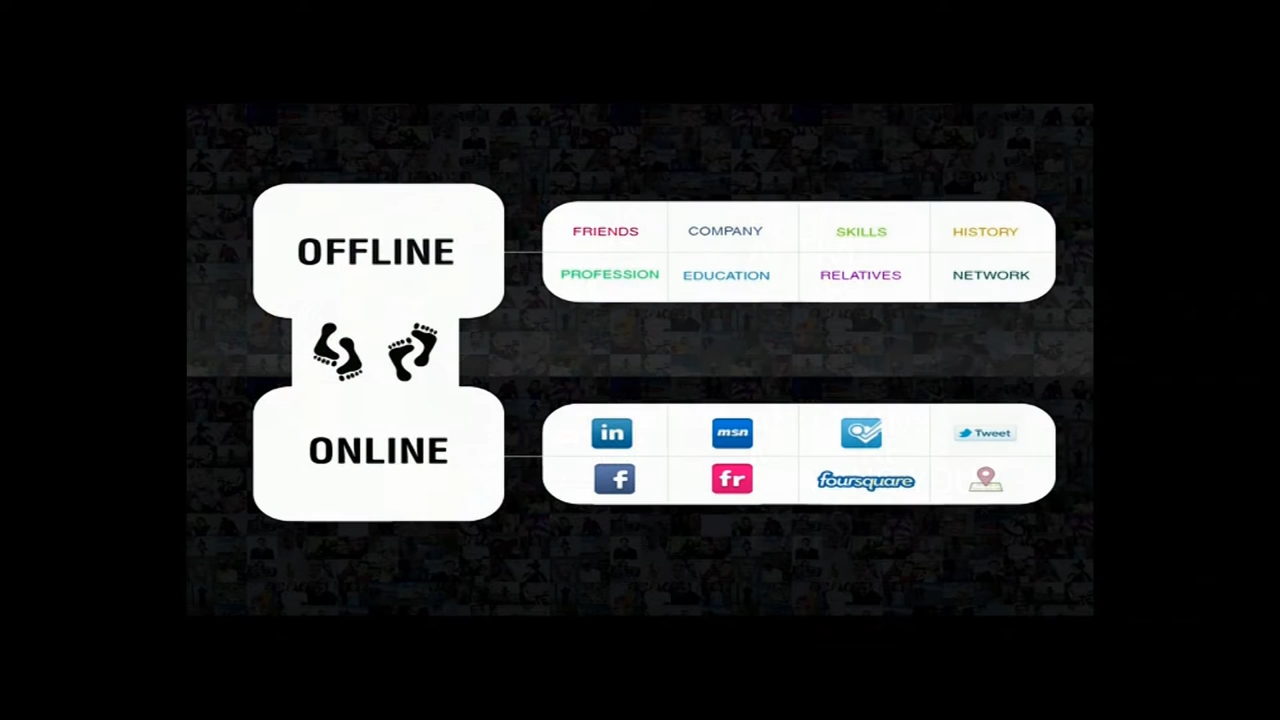 OFFLINE
FRIENDS COMPANY SKILLS HISTORY
PROFESSION EDUCATION RELATIVES NETWORK
ONLINE
in msn Tweet
f fr foursquare